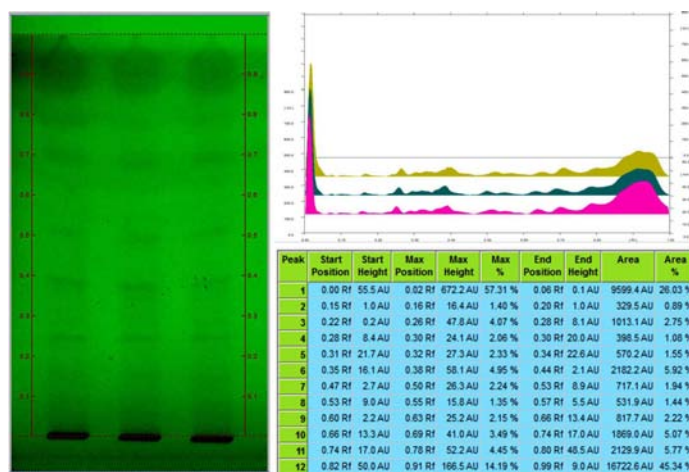 Peak Start Position Start Height Max Position Max Height Max % End Position End Height Area Area %
1 0.00 Rf 55.5 AU 0.02 Rf 672.2 AU 57.31 % 0.06 Rf 0.1 AU 9599.4 AU 26.03 %
2 0.15 Rf 1.0 AU 0.16 Rf 16.4 AU 1.40 % 0.20 Rf 1.0 AU 329.5 AU 0.89 %
3 0.22 Rf 0.2 AU 0.26 Rf 47.8 AU 4.07 % 0.28 Rf 8.1 AU 1013.1 AU 2.75 %
4 0.28 Rf 8.4 AU 0.30 Rf 24.1 AU 2.06 % 0.30 Rf 20.0 AU 398.5 AU 1.08 %
5 0.31 Rf 21.7 AU 0.32 Rf 27.3 AU 2.33 % 0.34 Rf 22.6 AU 570.2 AU 1.55 %
6 0.35 Rf 16.1 AU 0.38 Rf 58.1 AU 4.95 % 0.44 Rf 2.1 AU 2182.2 AU 5.92 %
7 0.47 Rf 2.7 AU 0.50 Rf 26.3 AU 2.24 % 0.53 Rf 8.9 AU 717.1 AU 1.94 %
8 0.53 Rf 9.0 AU 0.55 Rf 15.8 AU 1.35 % 0.57 Rf 5.5 AU 531.9 AU 1.44 %
9 0.60 Rf 2.2 AU 0.63 Rf 25.2 AU 2.15 % 0.66 Rf 13.4 AU 817.7 AU 2.22 %
10 0.66 Rf 13.3 AU 0.69 Rf 41.0 AU 3.49 % 0.74 Rf 17.0 AU 1869.0 AU 5.07 %
11 0.74 Rf 17.0 AU 0.78 Rf 52.2 AU 4.45 % 0.80 Rf 48.5 AU 2129.9 AU 5.77 %
12 0.82 Rf 50.0 AU 0.91 Rf 166.5 AU 14.19 % 0.99 Rf 9.0 AU 16722.6 AU 45.34 %